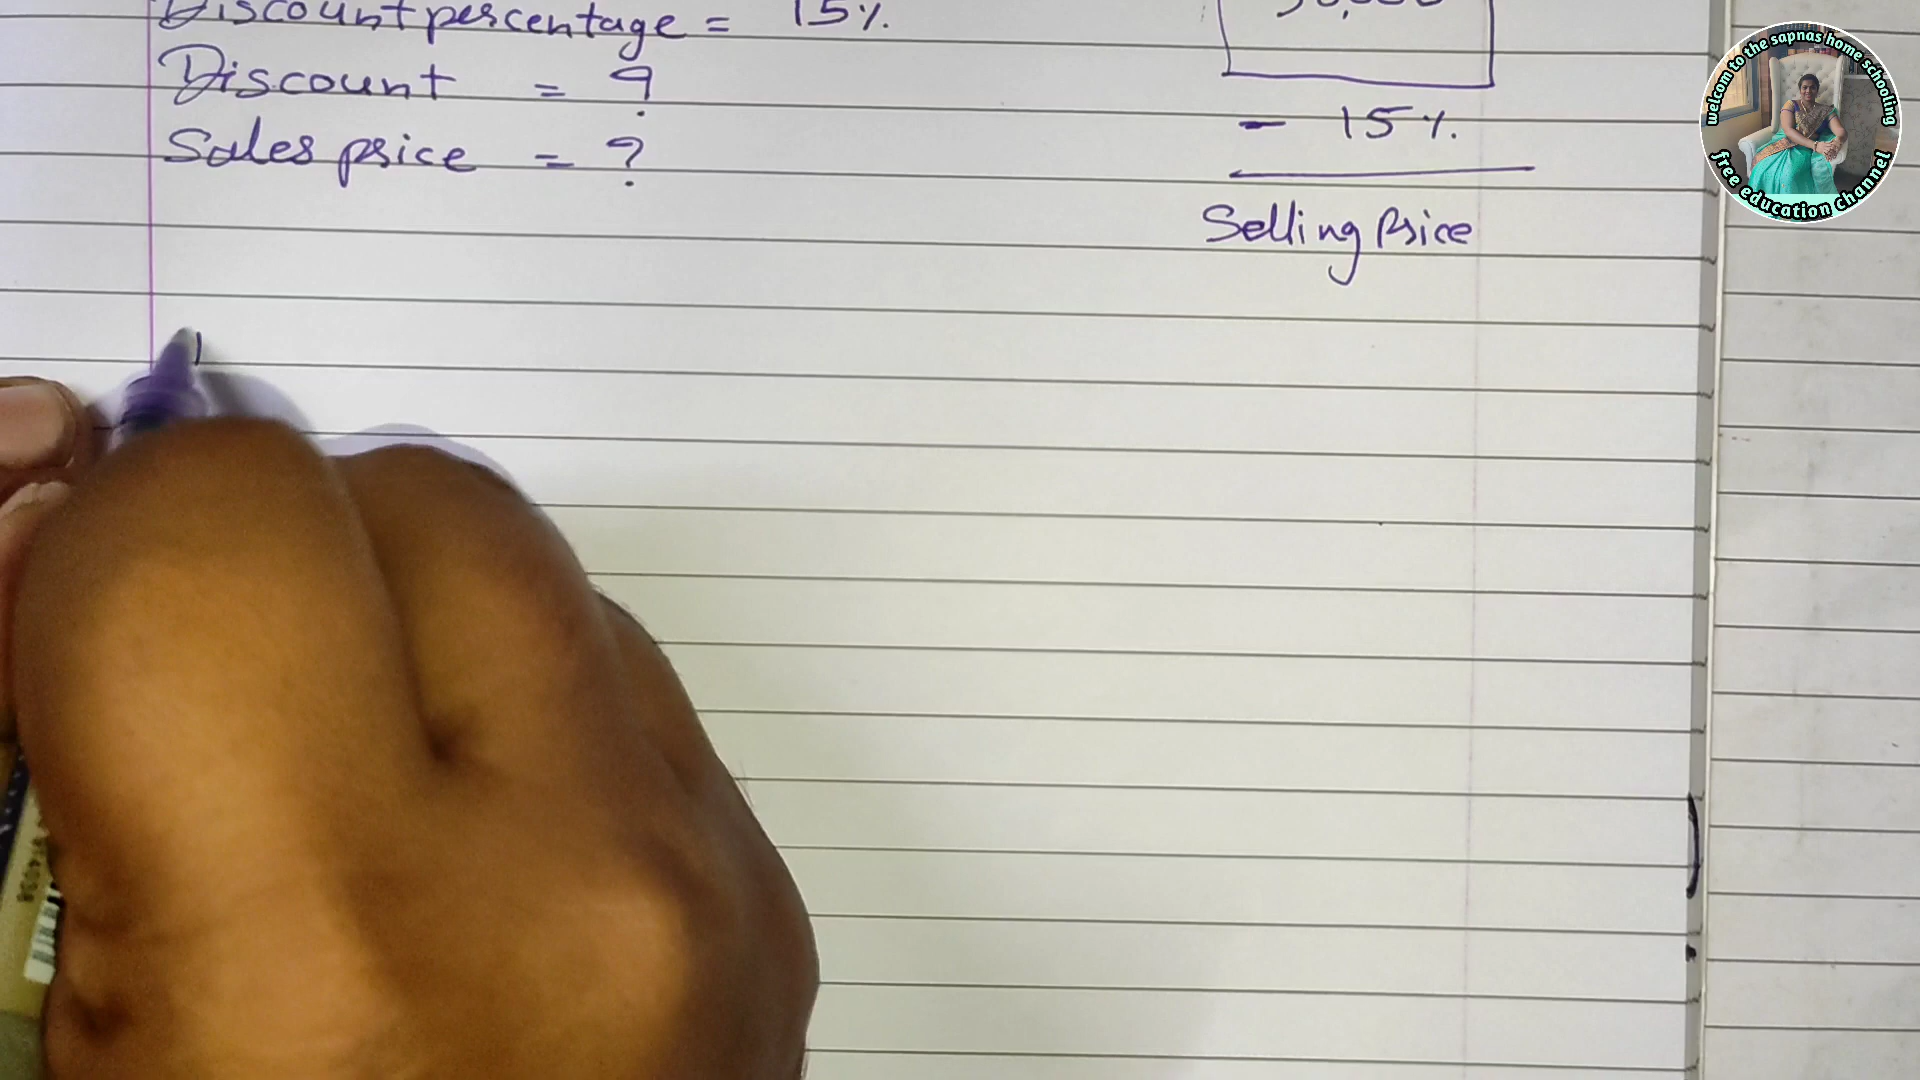 Discount percentage = 15%
Discount = ?
Sales price = ?
- 15%
Selling Price
welcom to the sapnas home schooling
free education channel